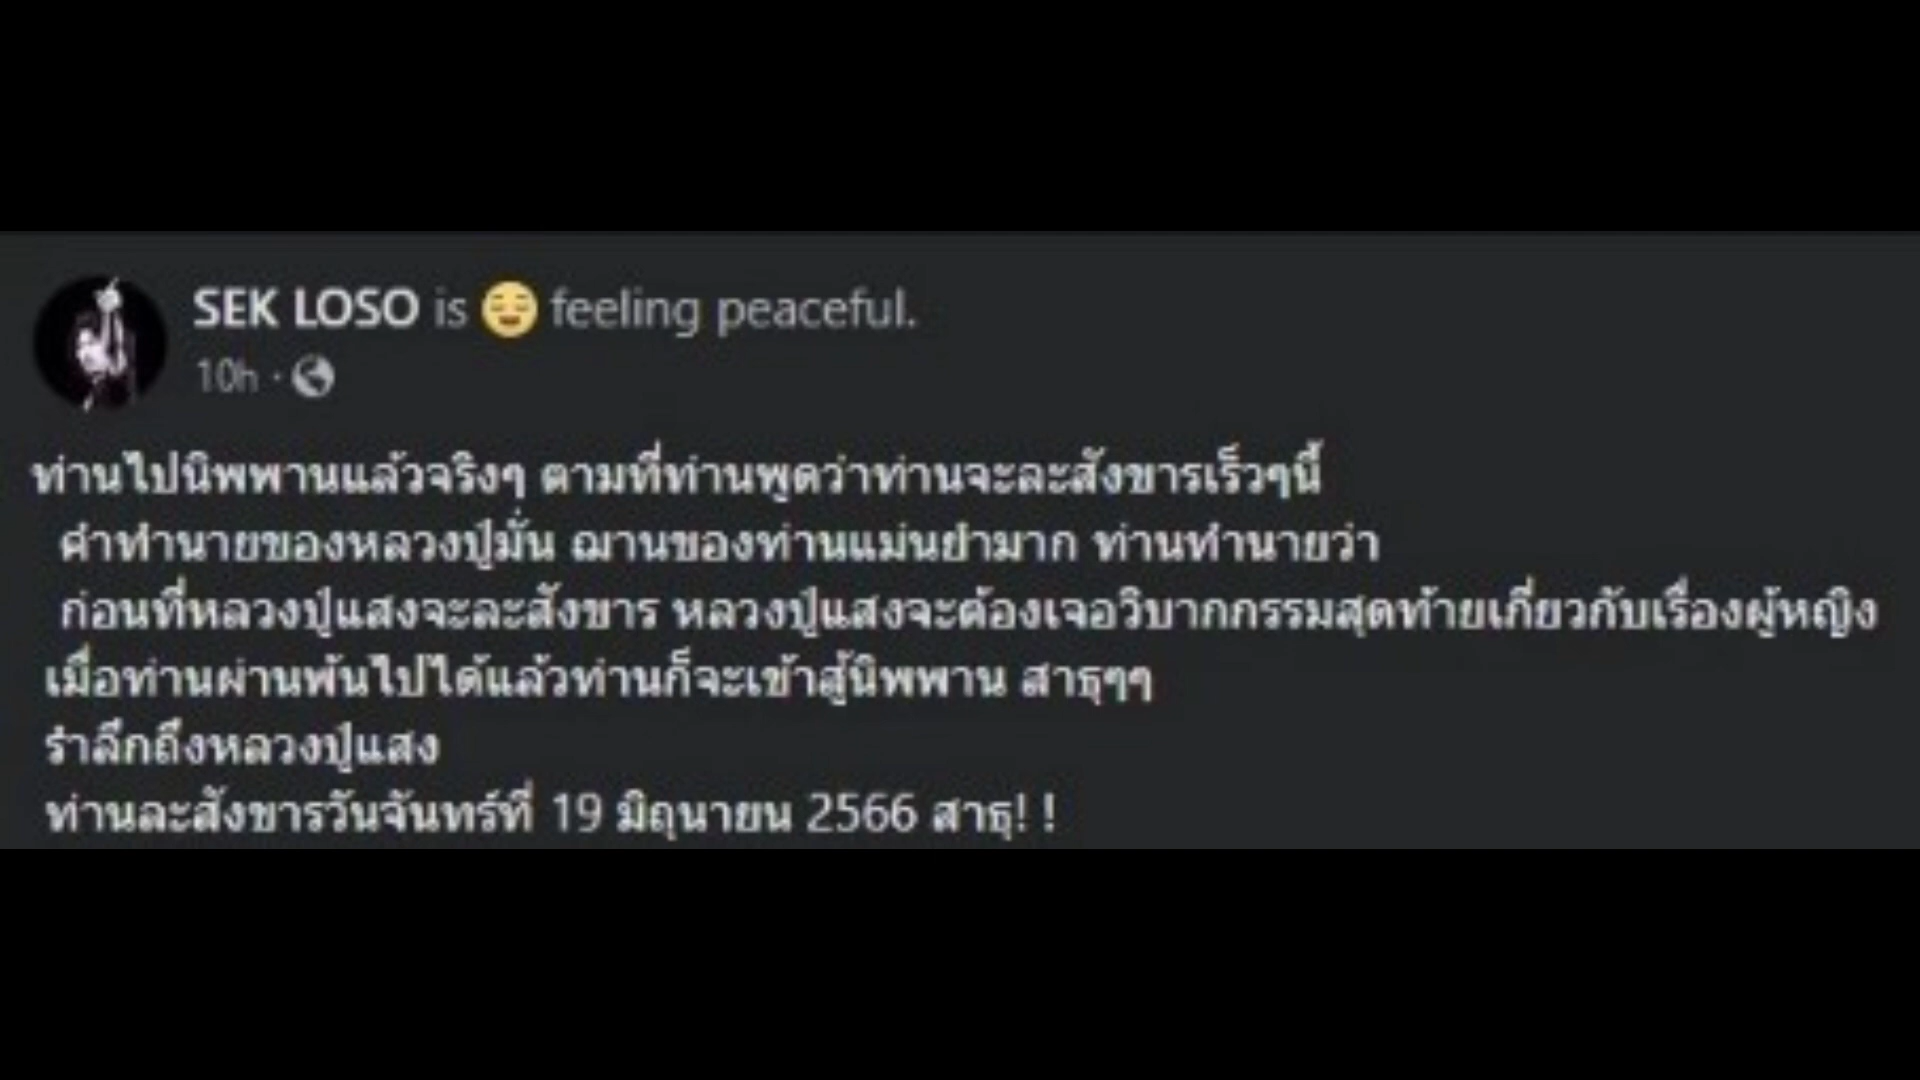 SEK LOSO is 😌 feeling peaceful.
10h ·
ท่านไปนิพพานแล้วจริงๆ ตามที่ท่านพูดว่าท่านจะละสังขารเร็วๆนี้
คำทำนายของหลวงปู่มั่น ฌานของท่านแม่นยำมาก ท่านทำนายว่า
ก่อนที่หลวงปู่แสงจะละสังขาร หลวงปู่แสงจะต้องเจอวิบากกรรมสุดท้ายเกี่ยวกับเรื่องผู้หญิง
เมื่อท่านผ่านพ้นไปได้แล้วท่านก็จะเข้าสู้นิพพาน สาธุๆๆ
รำลึกถึงหลวงปู่แสง
ท่านละสังขารวันจันทร์ที่ 19 มิถุนายน 2566 สาธุ! !